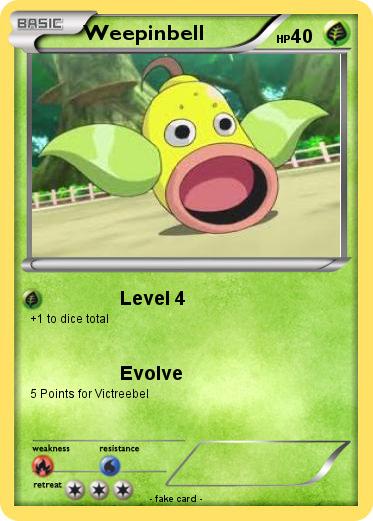 BASIC
Weepinbell
HP40
Level 4
+1 to dice total
Evolve
5 Points for Victreebel
weakness resistance
retreat
- fake card -